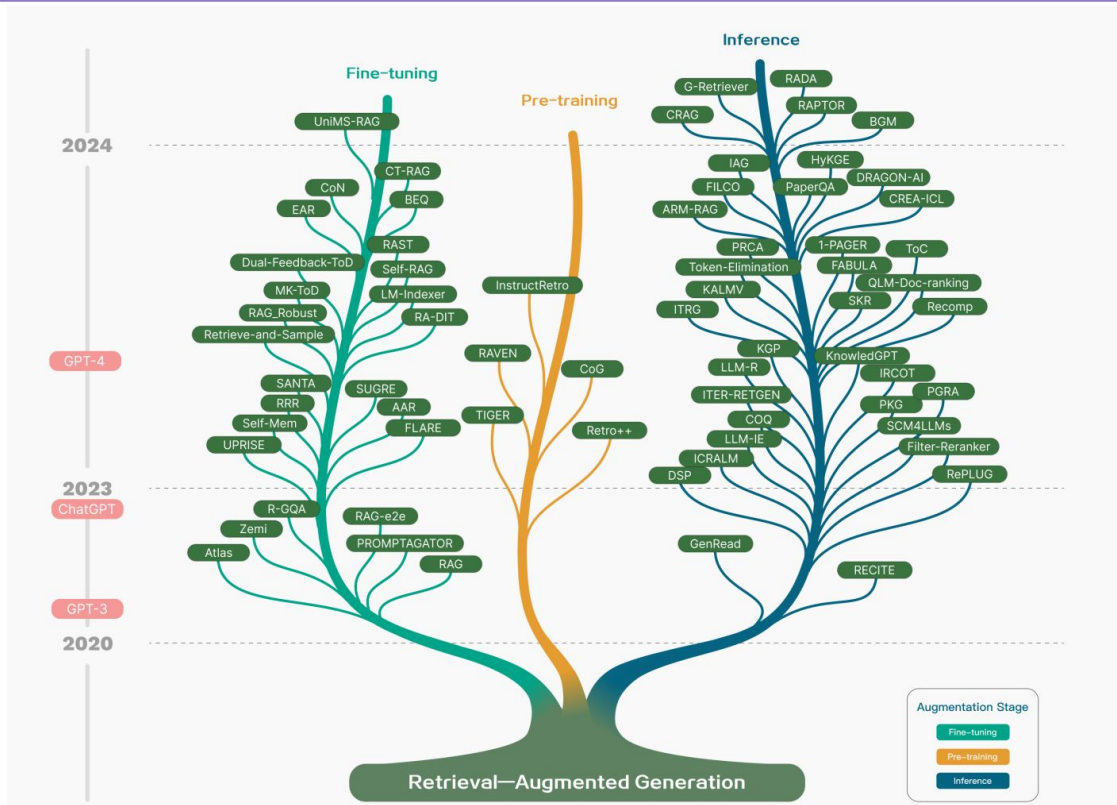 Inference
Fine-tuning
Pre-training
RADA
G-Retriever
RAPTOR
CRAG
BGM
UniMS-RAG
2024
IAG
HyKGE
CT-RAG
DRAGON-AI
FILCO
PaperQA
CoN
BEQ
CREA-ICL
EAR
ARM-RAG
RAST
PRCA
1-PAGER
ToC
Dual-Feedback-ToD
Self-RAG
Token-Elimination
FABULA
MK-ToD
LM-Indexer
InstructRetro
KALMV
QLM-Doc-ranking
SKR
RAG_Robust
RA-DIT
ITRG
Recomp
Retrieve-and-Sample
GPT-4
RAVEN
KGP
KnowledGPT
CoG
LLM-R
IRCOT
SANTA
SUGRE
ITER-RETGEN
PGRA
RRR
AAR
PKG
TIGER
COQ
Self-Mem
FLARE
Retro++
SCM4LLMs
UPRISE
LLM-IE
Filter-Reranker
ICRALM
DSP
RePLUG
2023
ChatGPT
R-GQA
RAG-e2e
Zemi
PROMPTAGATOR
GenRead
Atlas
RAG
RECITE
GPT-3
2020
Augmentation Stage
Fine-tuning
Pre-training
Inference
Retrieval—Augmented Generation